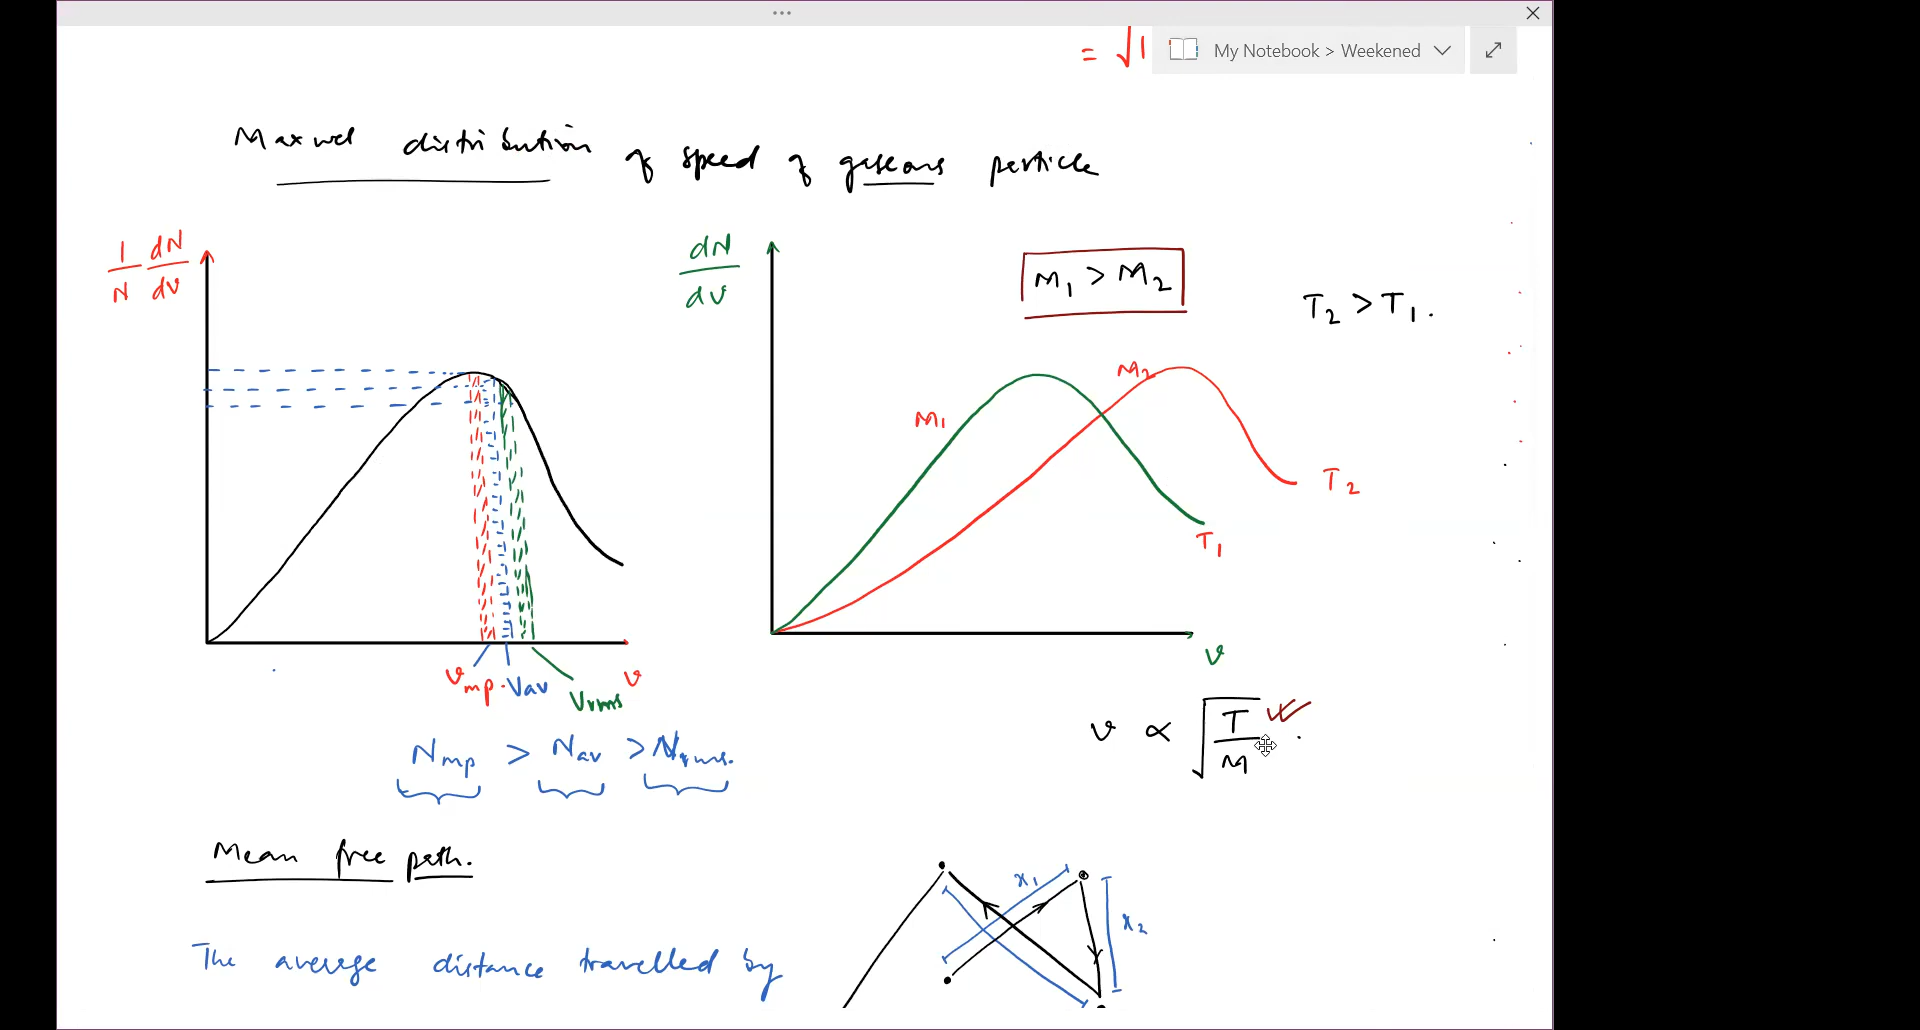 ...
= √1
My Notebook > Weekened
Maxwel distribution of speed of gaseous particle
1/N dN/dv
dN/dv
M1 > M2
T2 > T1.
M1
M2
T2
T1
v
vmp. Vav Vrms v
v ∝ √T/M
Nmp > Nav > Nrms.
Mean free path.
x1
x2
The average distance travelled by